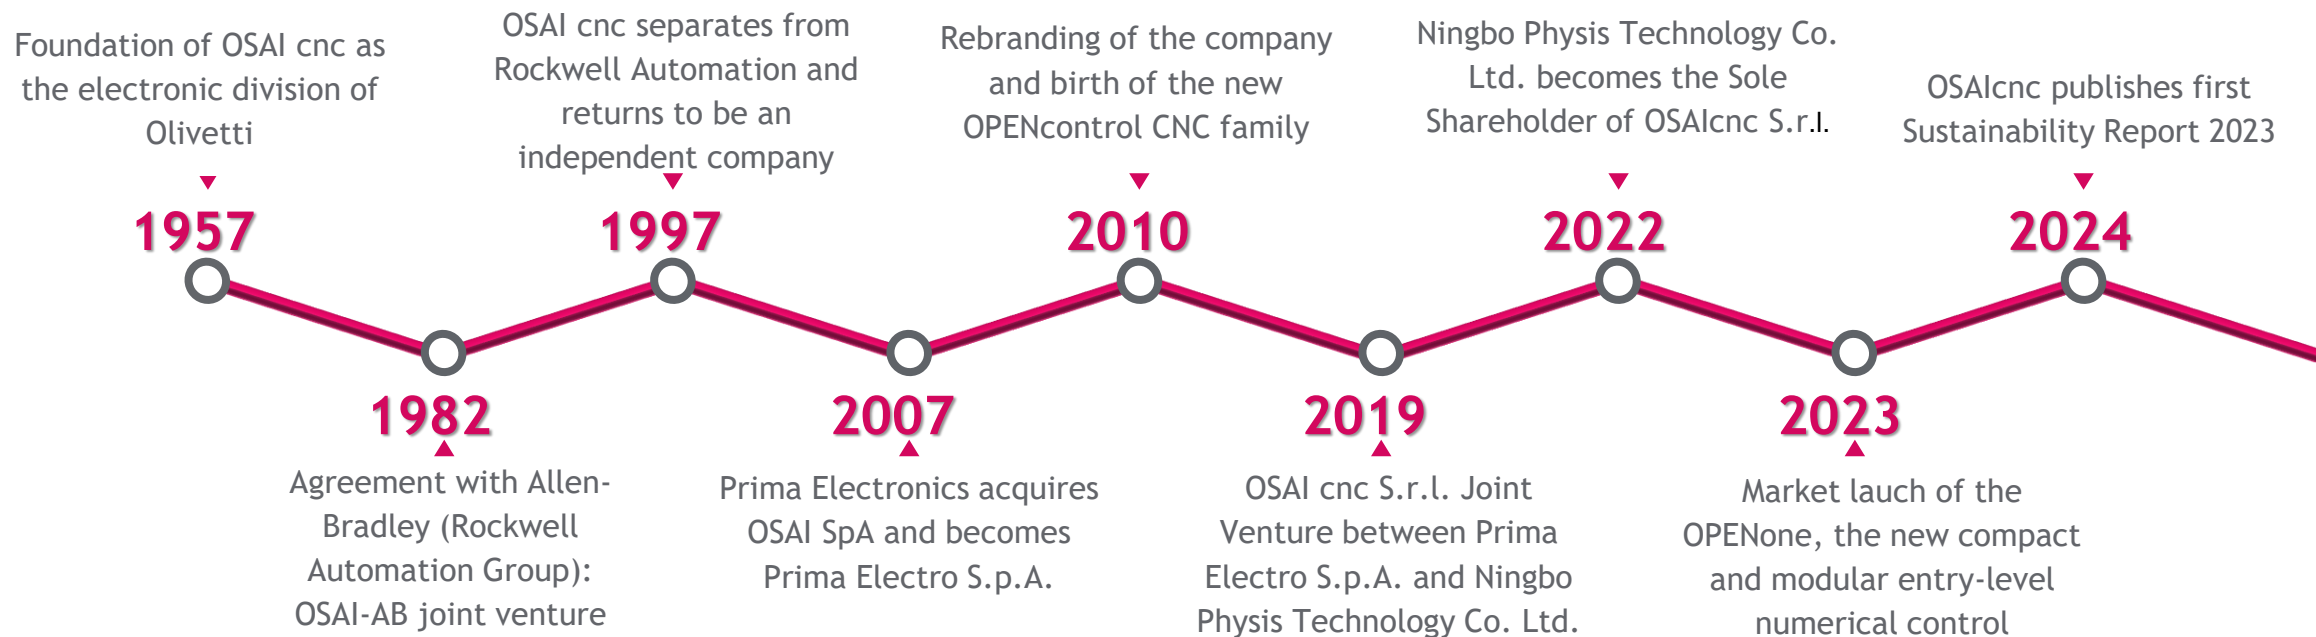 Foundation of OSAI cnc as
the electronic division of
Olivetti
1957
Agreement with Allen-
Bradley (Rockwell
Automation Group):
OSAI-AB joint venture
1982
OSAI cnc separates from
Rockwell Automation and
returns to be an
independent company
1997
2007
Prima Electronics acquires
OSAI SpA and becomes
Prima Electro S.p.A.
Rebranding of the company
and birth of the new
OPENcontrol CNC family
2010
2019
OSAI cnc S.r.l. Joint
Venture between Prima
Electro S.p.A. and Ningbo
Physis Technology Co. Ltd.
Ningbo Physis Technology Co.
Ltd. becomes the Sole
Shareholder of OSAIcnc S.r.l.
2022
2023
Market lauch of the
OPENone, the new compact
and modular entry-level
numerical control
OSAIcnc publishes first
Sustainability Report 2023
2024